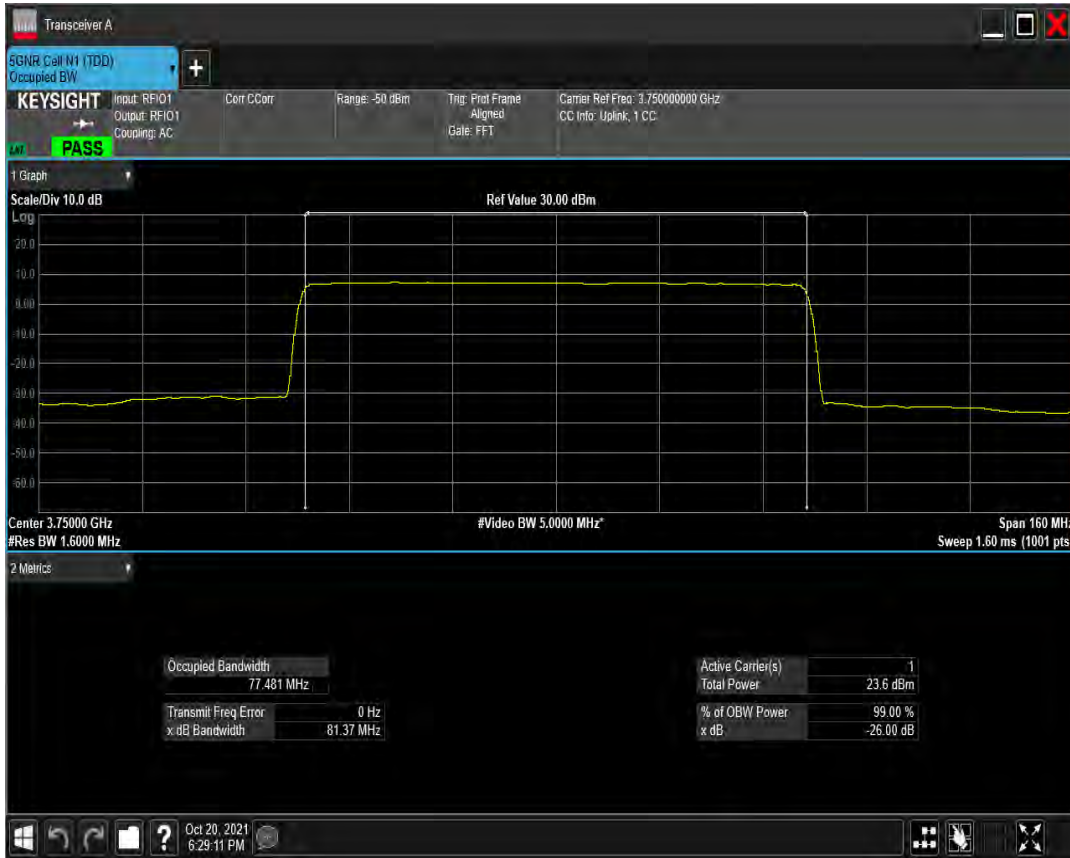 Transceiver A
5GNR Cell N1 (TDD)
Occupied BW
+
KEYSIGHT
Input: RFIO1
Output: RFIO1
Coupling: AC
Corr CCorr
Range: -50 dBm
Trig: Prot Frame
Aligned
Gate: FFT
Carrier Ref Freq: 3.750000000 GHz
CC Info: Uplink, 1 CC
PASS
1 Graph
Scale/Div 10.0 dB
Ref Value 30.00 dBm
Log
20.0
10.0
0.00
-10.0
-20.0
-30.0
-40.0
-50.0
-60.0
Center 3.75000 GHz
#Video BW 5.0000 MHz*
Span 160 MHz
#Res BW 1.6000 MHz
Sweep 1.60 ms (1001 pts
2 Metrics
Occupied Bandwidth
77.481 MHz
Transmit Freq Error 0 Hz
x dB Bandwidth 81.37 MHz
Active Carrier(s) 1
Total Power 23.6 dBm
% of OBW Power 99.00 %
x dB -26.00 dB
?
Oct 20, 2021
6:29:11 PM